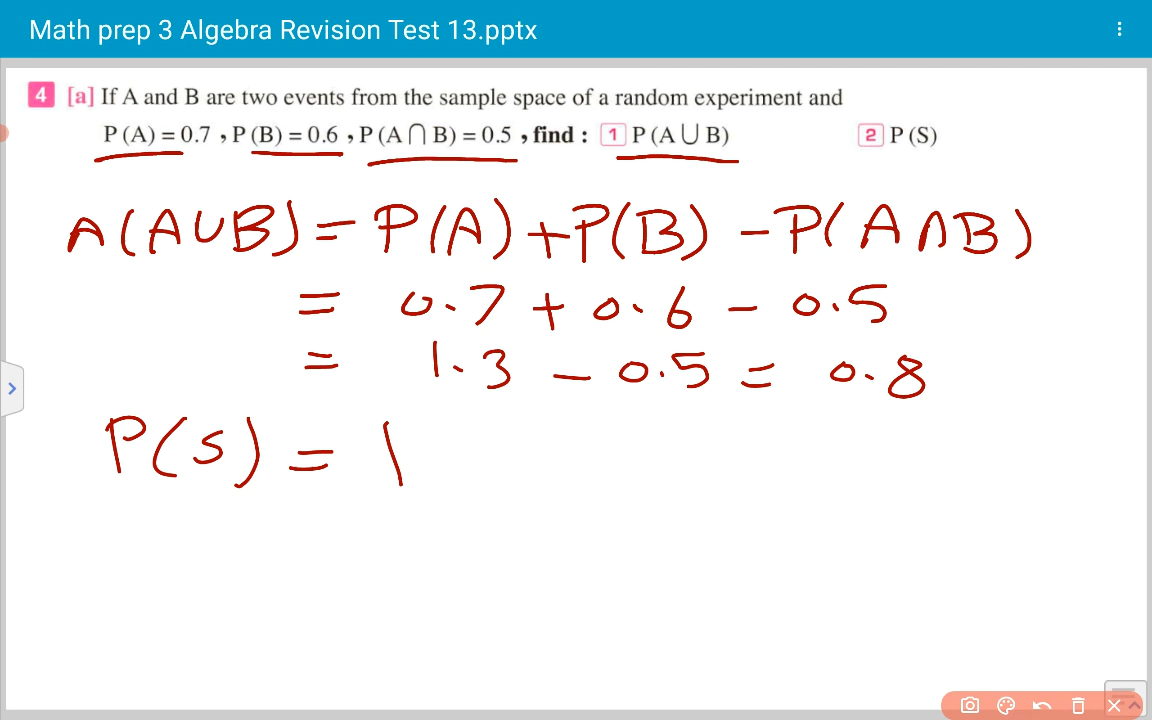 Math prep 3 Algebra Revision Test 13.pptx
4 [a] If A and B are two events from the sample space of a random experiment and
P (A) = 0.7 , P (B) = 0.6 , P (A ∩ B) = 0.5 , find : 1 P (A ∪ B) 2 P (S)
A(A∪B) = P(A) + P(B) - P(A ∩ B)
= 0.7 + 0.6 - 0.5
= 1.3 - 0.5 = 0.8
P(S) = 1